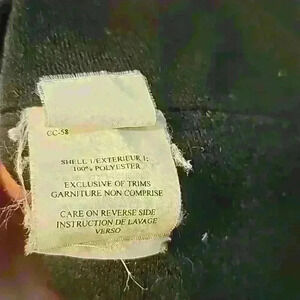 CC-58
SHELL 1/EXTERIEUR 1:
100% POLYESTER
EXCLUSIVE OF TRIMS
GARNITURE NON COMPRISE
CARE ON REVERSE SIDE
INSTRUCTION DE LAVAGE
VERSO